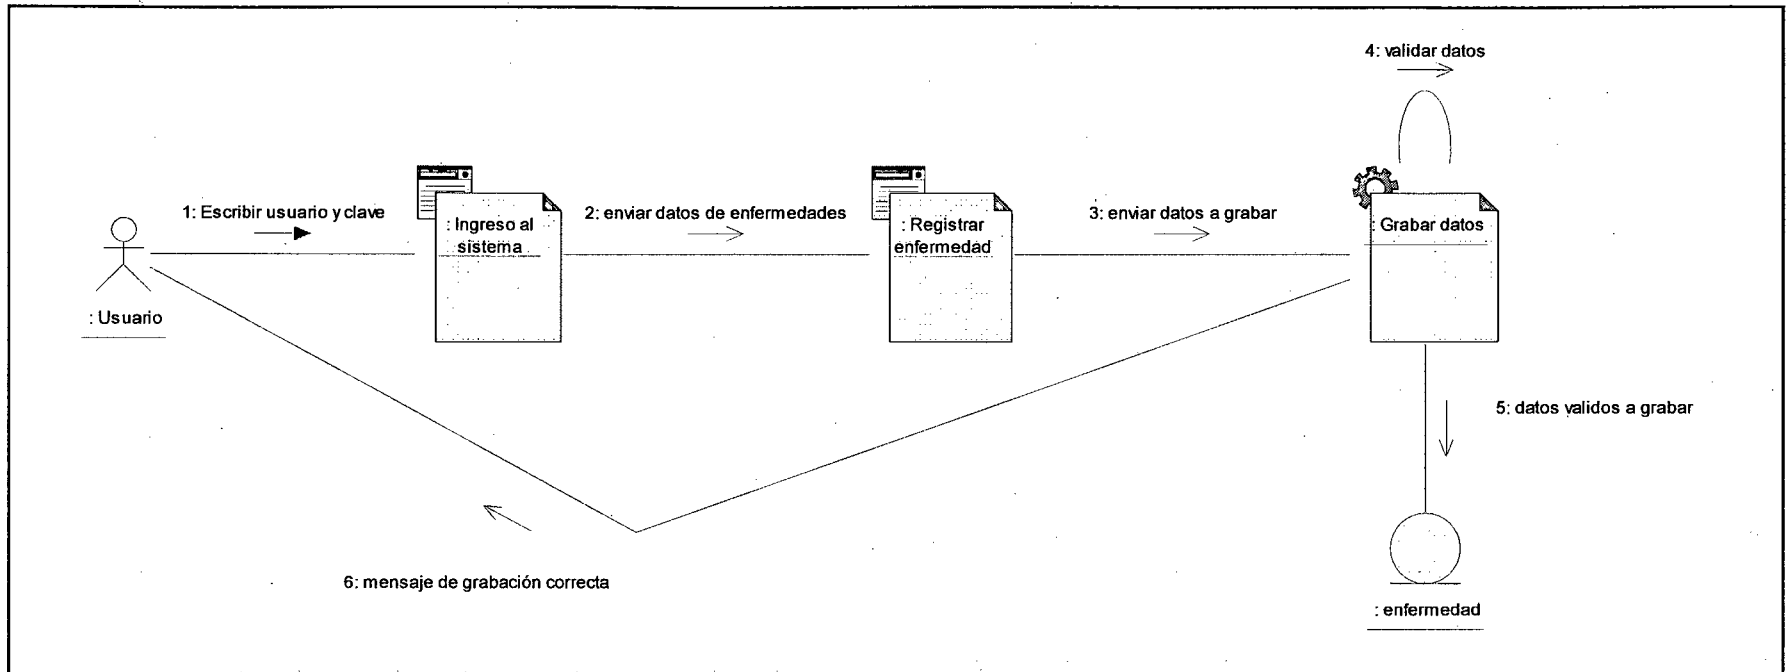 4: validar datos
1: Escribir usuario y clave
2: enviar datos de enfermedades
3: enviar datos a grabar
: Ingreso al
sistema
: Registrar
enfermedad
: Grabar datos
: Usuario
5: datos validos a grabar
6: mensaje de grabación correcta
: enfermedad